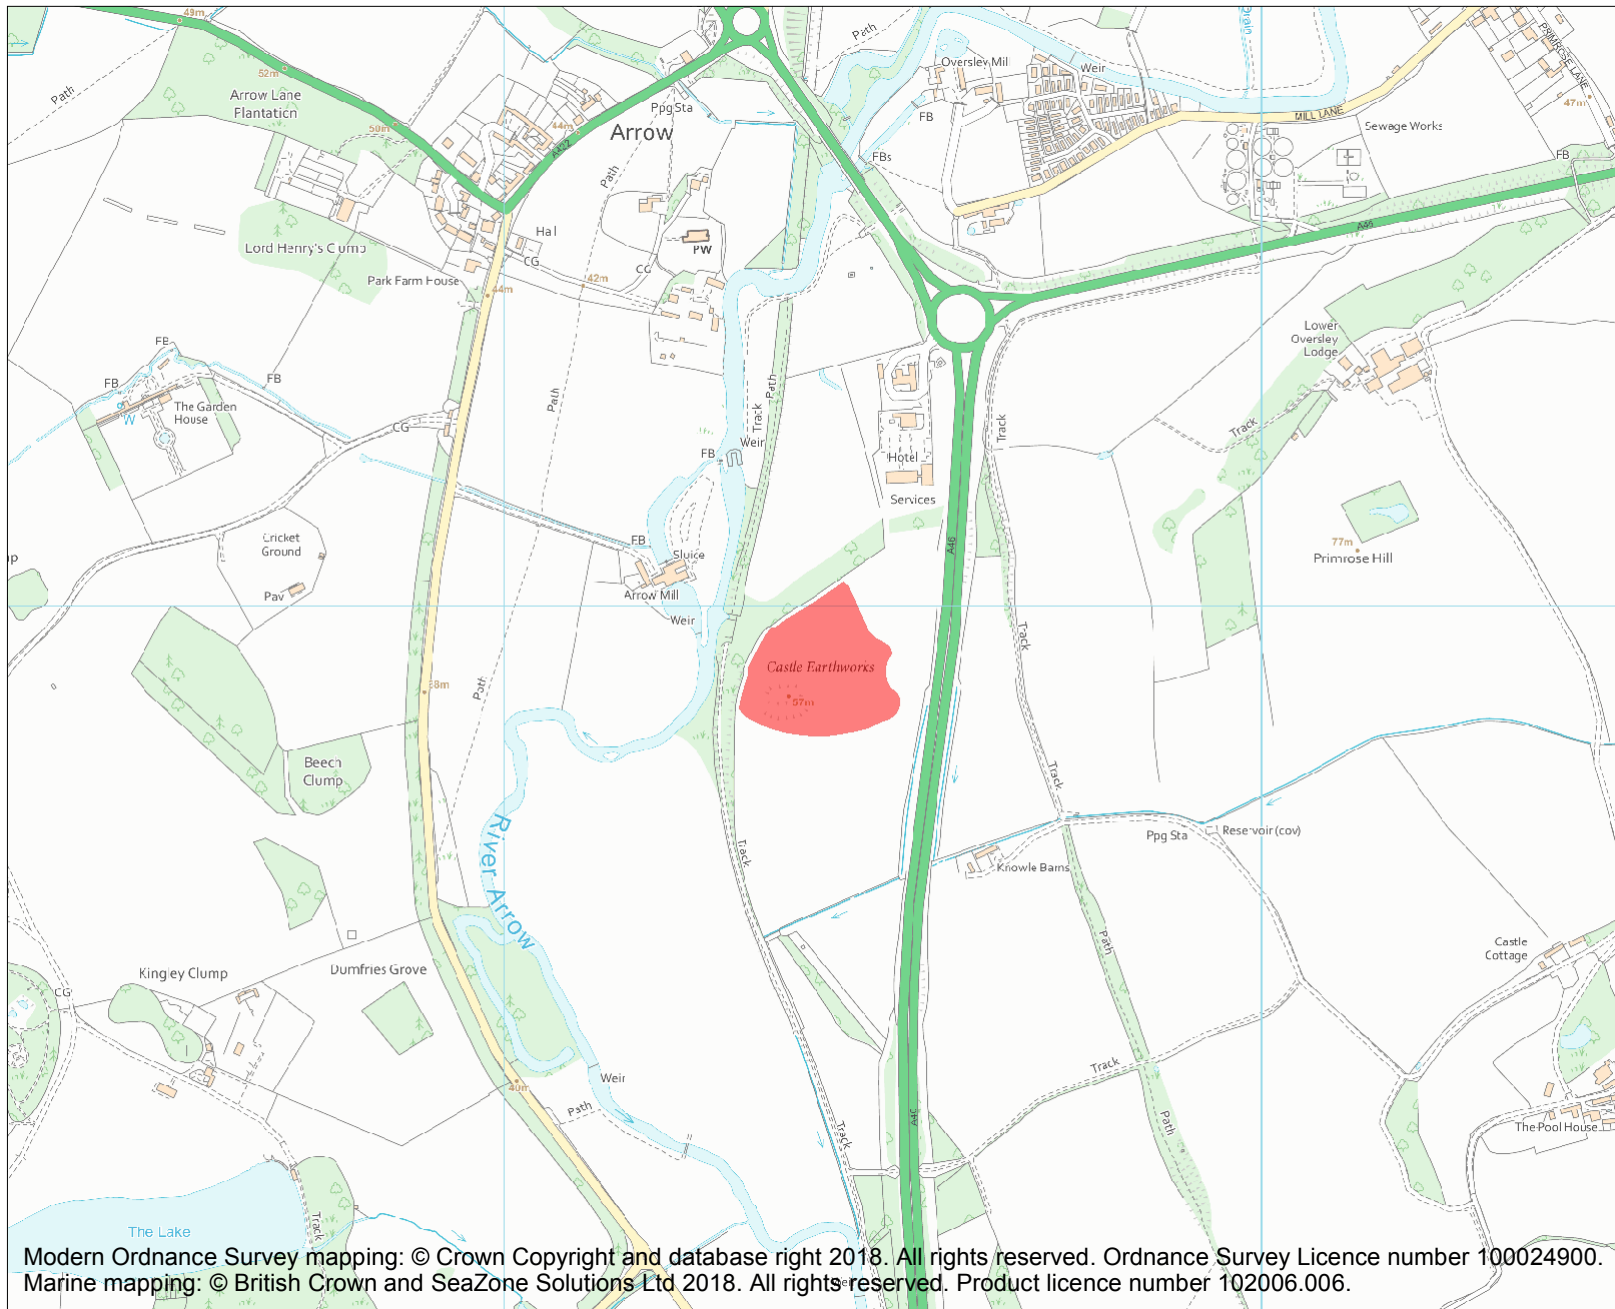 49m
Path
PRIMROSE LANE
Drain
52m
Arrow Lane
Plantation
50m
44m
A422
Ppg Sta
Arrow
Path
Oversley Mill
Weir
FB
47m
MILL LANE
Sewage Works
FBs
FB
Path
Path
Lord Henry's Clump
Hall
CG
PW
CG
42m
Park Farm House
44m
A46
Lower
Oversley
Lodge
FB
FB
FB
The Garden
House
W
CG
Path
Track
Path
Weir
FB
Hotel
Services
Track
Track
Cricket
Ground
Pav
FB
Sluice
Arrow Mill
Weir
A46
77m
Primrose Hill
Track
Castle Earthworks
57m
38m
Path
Beech
Clump
River Arrow
Track
Track
Ppg Sta
Reservoir (cov)
Knowle Barns
Path
Castle
Cottage
Kingley Clump
Dumfries Grove
CG
40m
Weir
Path
Track
A46
Track
Path
The Pool House
The Lake
Track
Weir
Modern Ordnance Survey mapping: © Crown Copyright and database right 2018. All rights reserved. Ordnance Survey Licence number 100024900.
Marine mapping: © British Crown and SeaZone Solutions Ltd 2018. All rights reserved. Product licence number 102006.006.